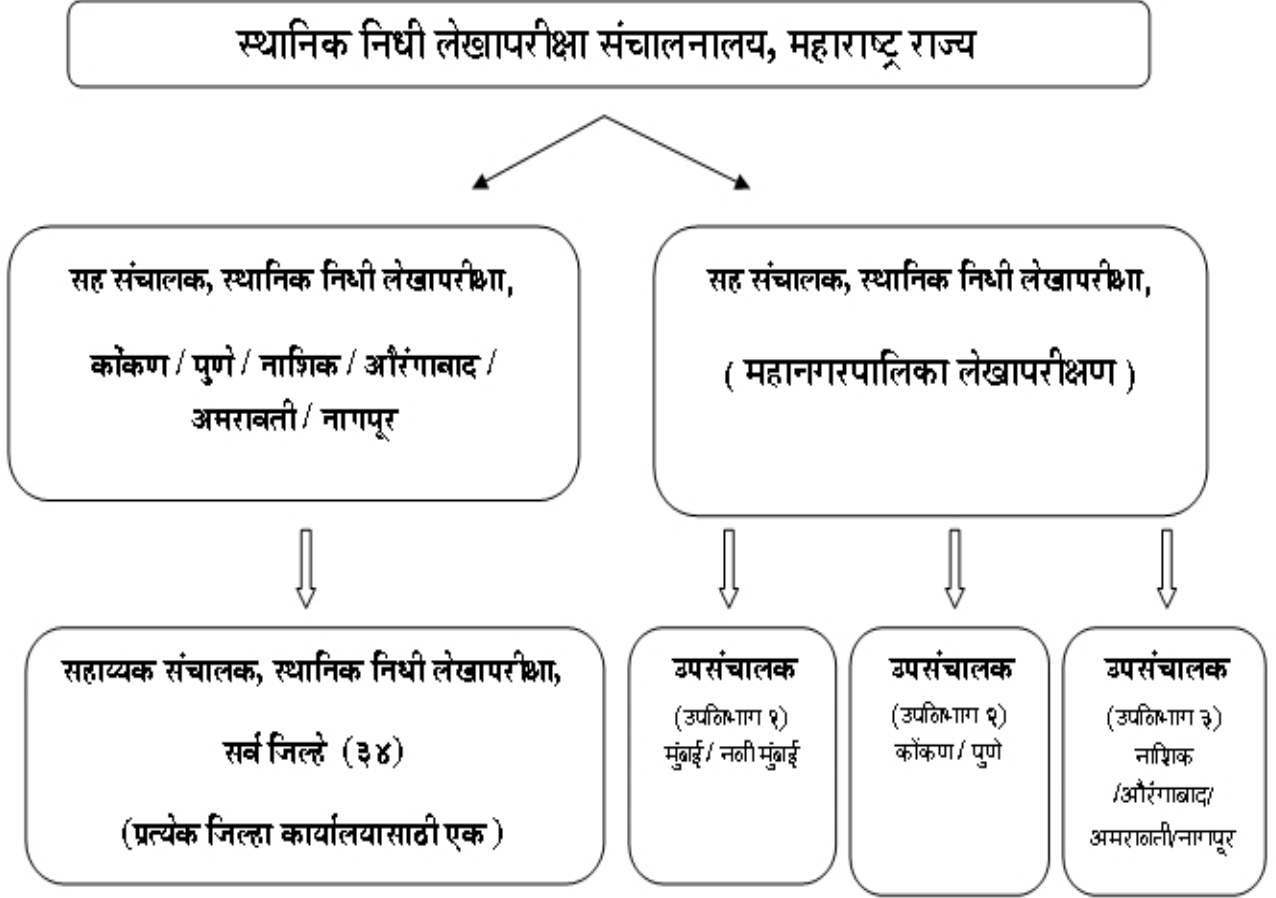 स्थानिक निधी लेखापरीक्षा संचालनालय, महाराष्ट्र राज्य
सह संचालक, स्थानिक निधी लेखापरीक्षा,
कोंकण / पुणे / नाशिक / औरंगाबाद /
अमरावती / नागपूर
सह संचालक, स्थानिक निधी लेखापरीक्षा,
( महानगरपालिका लेखापरीक्षण )
सहाय्यक संचालक, स्थानिक निधी लेखापरीक्षा,
सर्व जिल्हे (३४)
(प्रत्येक जिल्हा कार्यालयासाठी एक )
उपसंचालक
(उपविभाग १)
मुंबई / नवी मुंबई
उपसंचालक
(उपविभाग २)
कोंकण / पुणे
उपसंचालक
(उपविभाग ३)
नाशिक
/औरंगाबाद/
अमरावती/नागपूर